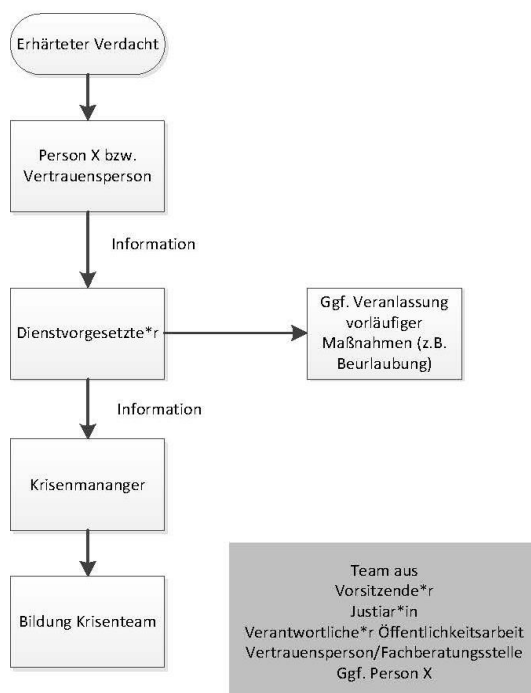 Erhärteter Verdacht
Person X bzw.
Vertrauensperson
Information
Dienstvorgesetzte*r
Ggf. Veranlassung
vorläufiger
Maßnahmen (z.B.
Beurlaubung)
Information
Krisenmananger
Bildung Krisenteam
Team aus
Vorsitzende*r
Justiar*in
Verantwortliche*r Öffentlichkeitsarbeit
Vertrauensperson/Fachberatungsstelle
Ggf. Person X